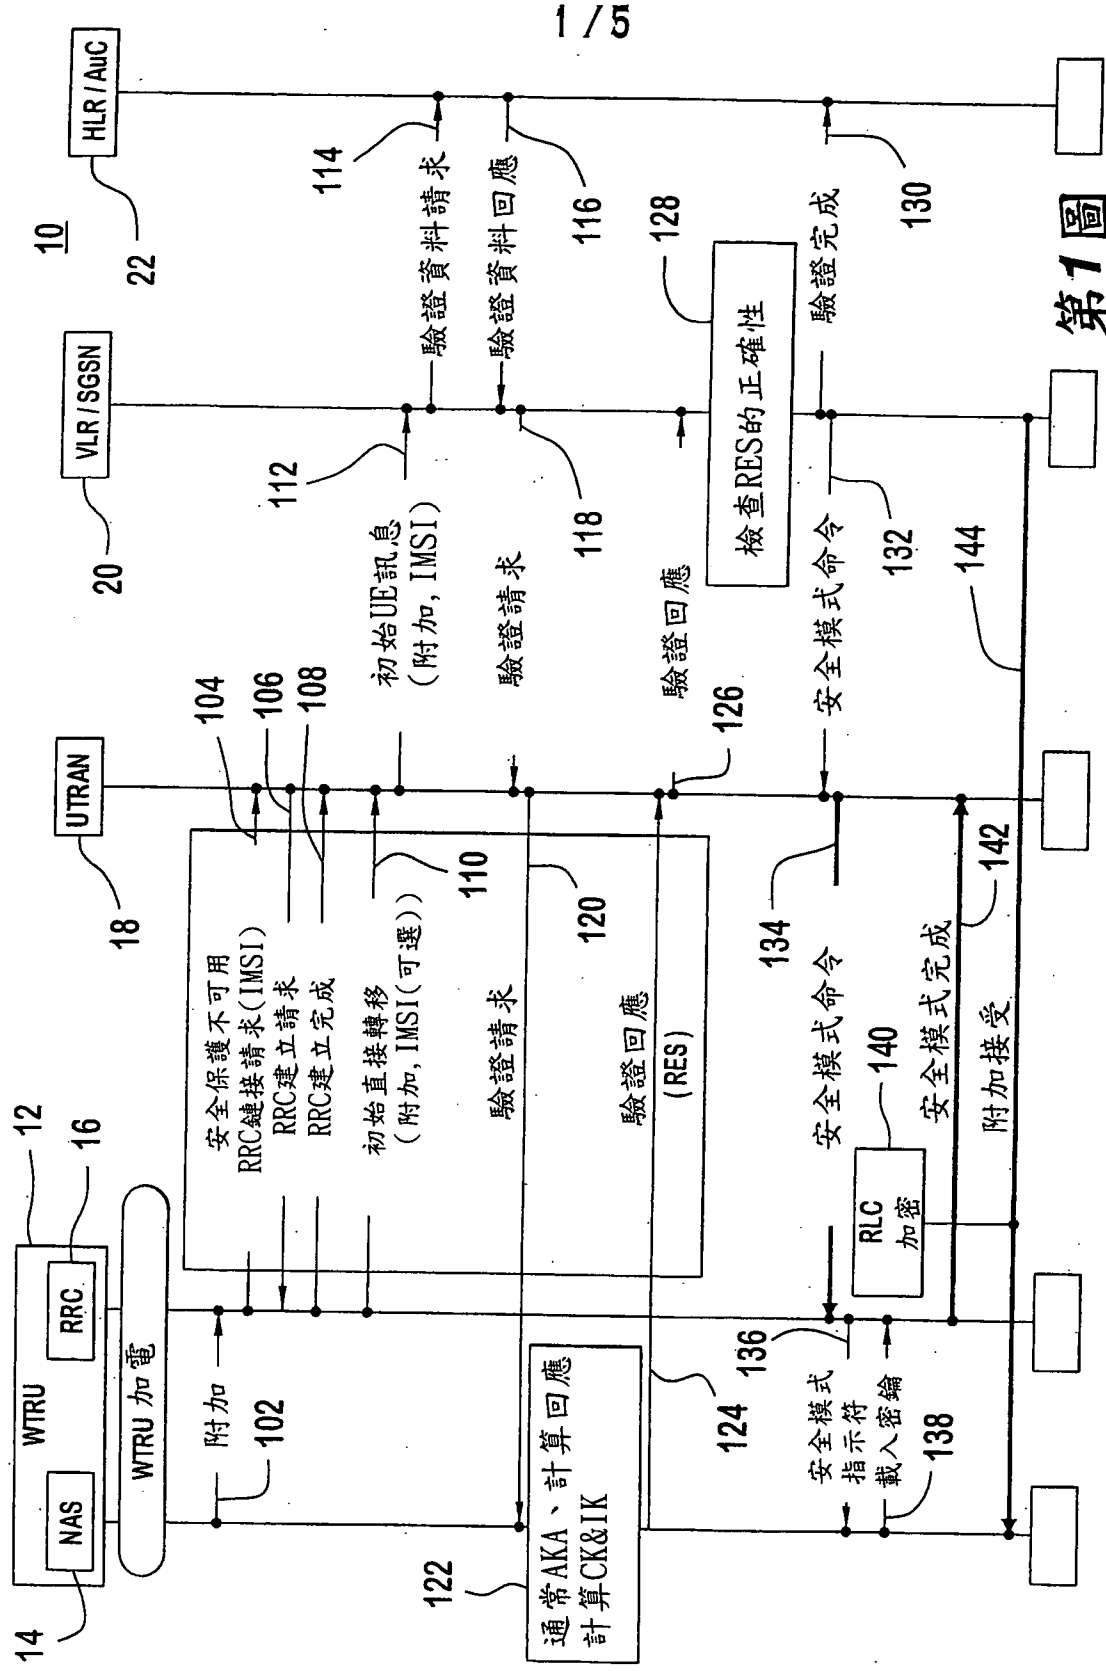 1/5
10
WTRU
12
NAS
14
RRC
16
UTRAN
18
VLR/SGSN
20
HLR/AuC
22
WTRU 加電
附加
102
安全保護不可用
RRC鏈接請求(IMSI)
104
RRC建立請求
106
RRC建立完成
108
初始直接轉移
(附加,IMSI(可選))
110
初始UE訊息
(附加,IMSI)
112
驗證資料請求
114
驗證資料回應
116
驗證請求
118
驗證請求
120
通常AKA、計算回應
計算CK&IK
122
驗證回應
(RES)
124
驗證回應
126
檢查RES的正確性
128
驗證完成
130
安全模式命令
132
安全模式命令
134
安全模式
指示符
136
載入密鑰
138
RLC
加密
140
安全模式完成
142
附加接受
144
第1圖